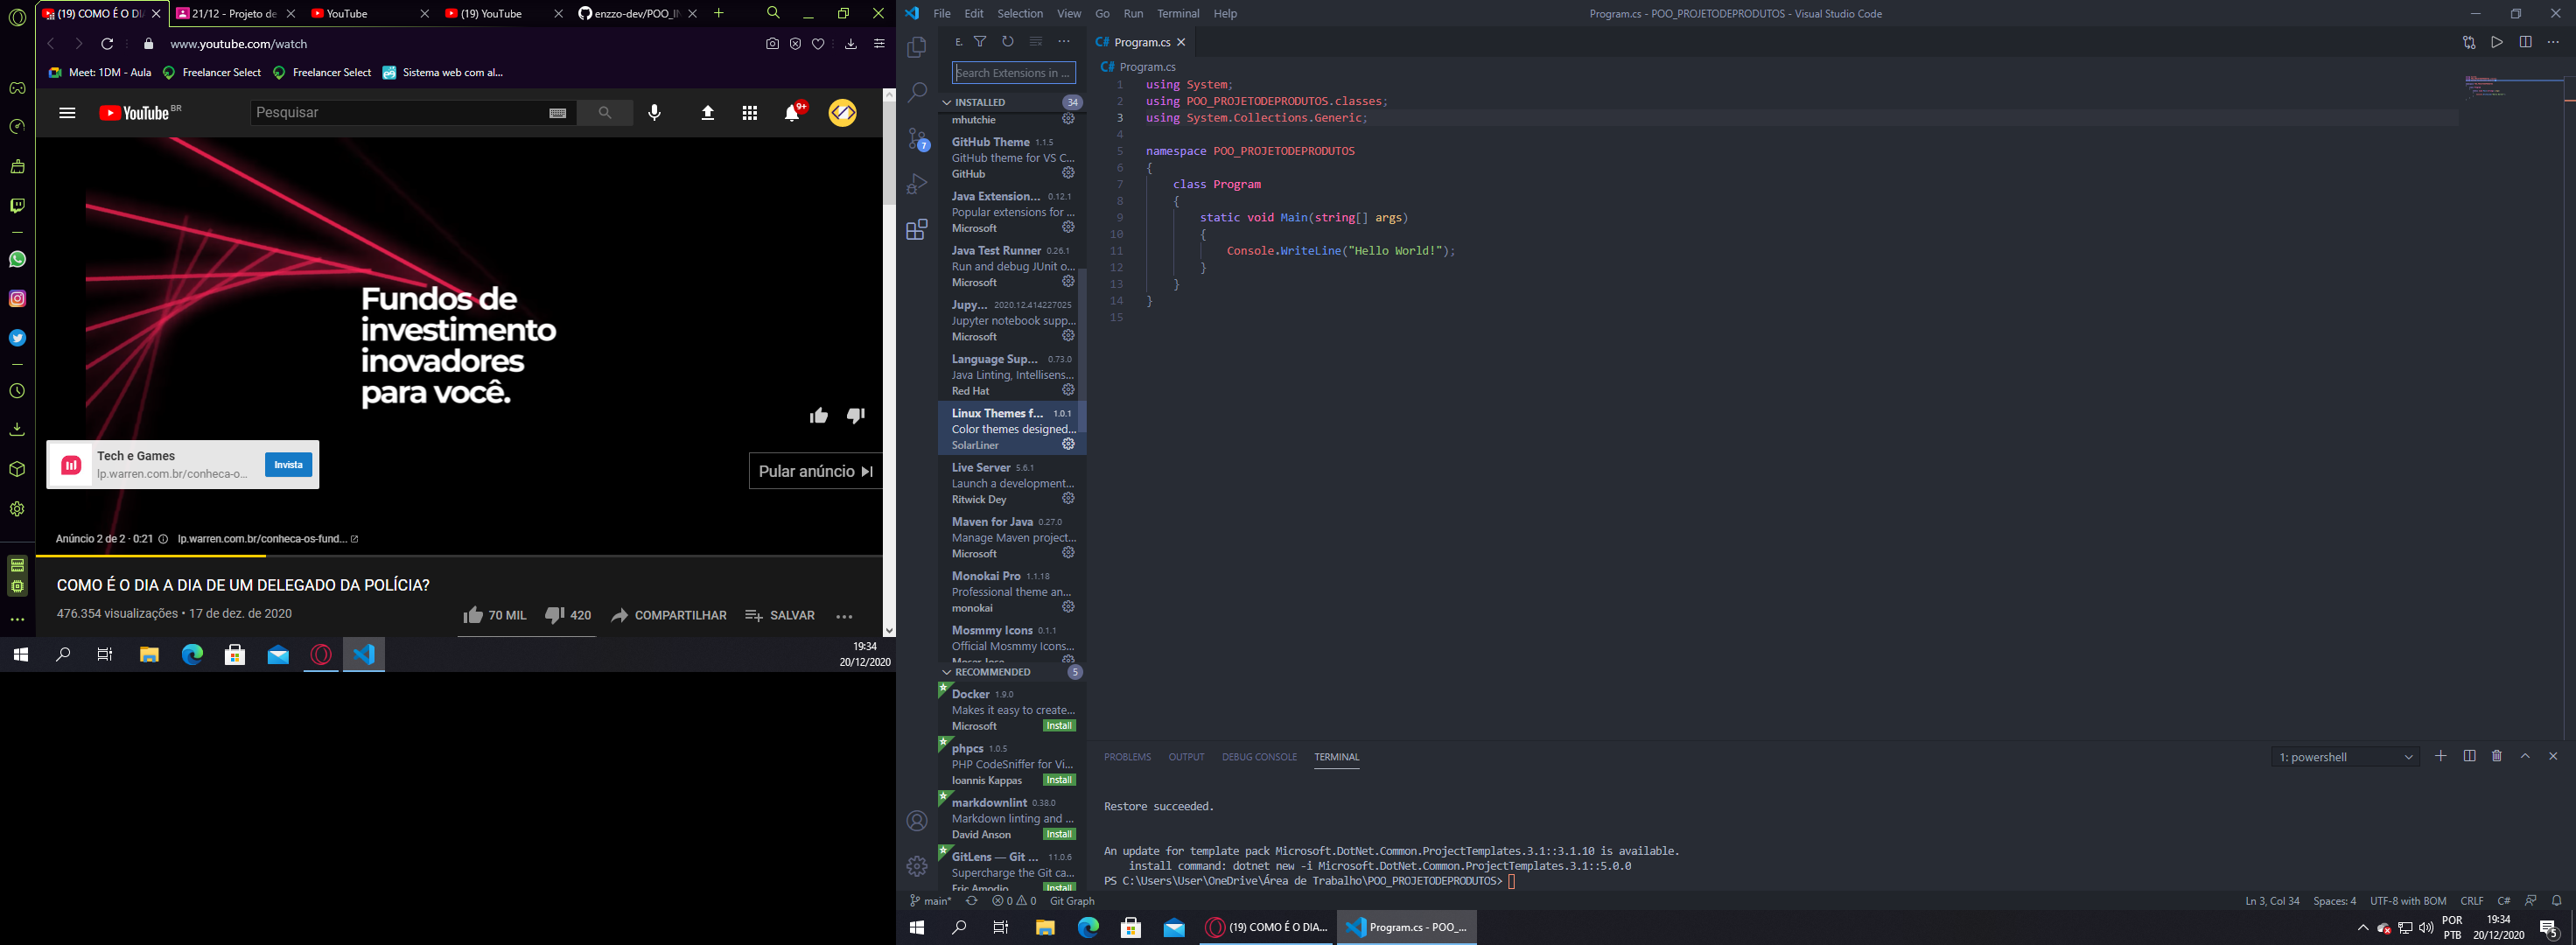 (19) COMO É O DI
21/12 - Projeto de
YouTube
(19) YouTube
enzzo-dev/POO_I
www.youtube.com/watch
Meet: 1DM - Aula
Freelancer Select
Freelancer Select
Sistema web com al...
YouTube BR
Pesquisar
9+
Fundos de
investimento
inovadores
para você.
Tech e Games
lp.warren.com.br/conheca-o...
Invista
Pular anúncio
Anúncio 2 de 2 · 0:21
lp.warren.com.br/conheca-os-fund...
COMO É O DIA A DIA DE UM DELEGADO DA POLÍCIA?
476.354 visualizações • 17 de dez. de 2020
70 MIL
420
COMPARTILHAR
SALVAR
19:34
20/12/2020
File Edit Selection View Go Run Terminal Help
Program.cs - POO_PROJETODEPRODUTOS - Visual Studio Code
E.
Search Extensions in ...
INSTALLED 34
mhutchie
7
GitHub Theme 1.1.5
GitHub theme for VS C...
GitHub
Java Extension... 0.12.1
Popular extensions for ...
Microsoft
Java Test Runner 0.26.1
Run and debug JUnit o...
Microsoft
Jupy... 2020.12.414227025
Jupyter notebook supp...
Microsoft
Language Sup... 0.73.0
Java Linting, Intellisens...
Red Hat
Linux Themes f... 1.0.1
Color themes designed...
SolarLiner
Live Server 5.6.1
Launch a development...
Ritwick Dey
Maven for Java 0.27.0
Manage Maven project...
Microsoft
Monokai Pro 1.1.18
Professional theme an...
monokai
Mosmmy Icons 0.1.1
Official Mosmmy Icons...
Moser Jose
RECOMMENDED 5
Docker 1.9.0
Makes it easy to create...
Microsoft Install
phpcs 1.0.5
PHP CodeSniffer for Vi...
Ioannis Kappas Install
markdownlint 0.38.0
Markdown linting and ...
David Anson Install
GitLens — Git ... 11.0.6
Supercharge the Git ca...
Eric Amodio Install
C# Program.cs
C# Program.cs
1 using System;
2 using POO_PROJETODEPRODUTOS.classes;
3 using System.Collections.Generic;
4
5 namespace POO_PROJETODEPRODUTOS
6 {
7 class Program
8 {
9 static void Main(string[] args)
10 {
11 Console.WriteLine("Hello World!");
12 }
13 }
14 }
15
PROBLEMS OUTPUT DEBUG CONSOLE TERMINAL
1: powershell
Restore succeeded.
An update for template pack Microsoft.DotNet.Common.ProjectTemplates.3.1::3.1.10 is available.
install command: dotnet new -i Microsoft.DotNet.Common.ProjectTemplates.3.1::5.0.0
PS C:\Users\User\OneDrive\Área de Trabalho\POO_PROJETODEPRODUTOS>
main* 0 0 Git Graph
Ln 3, Col 34 Spaces: 4 UTF-8 with BOM CRLF C#
(19) COMO É O DIA...
Program.cs - POO_...
POR
PTB
19:34
20/12/2020
5